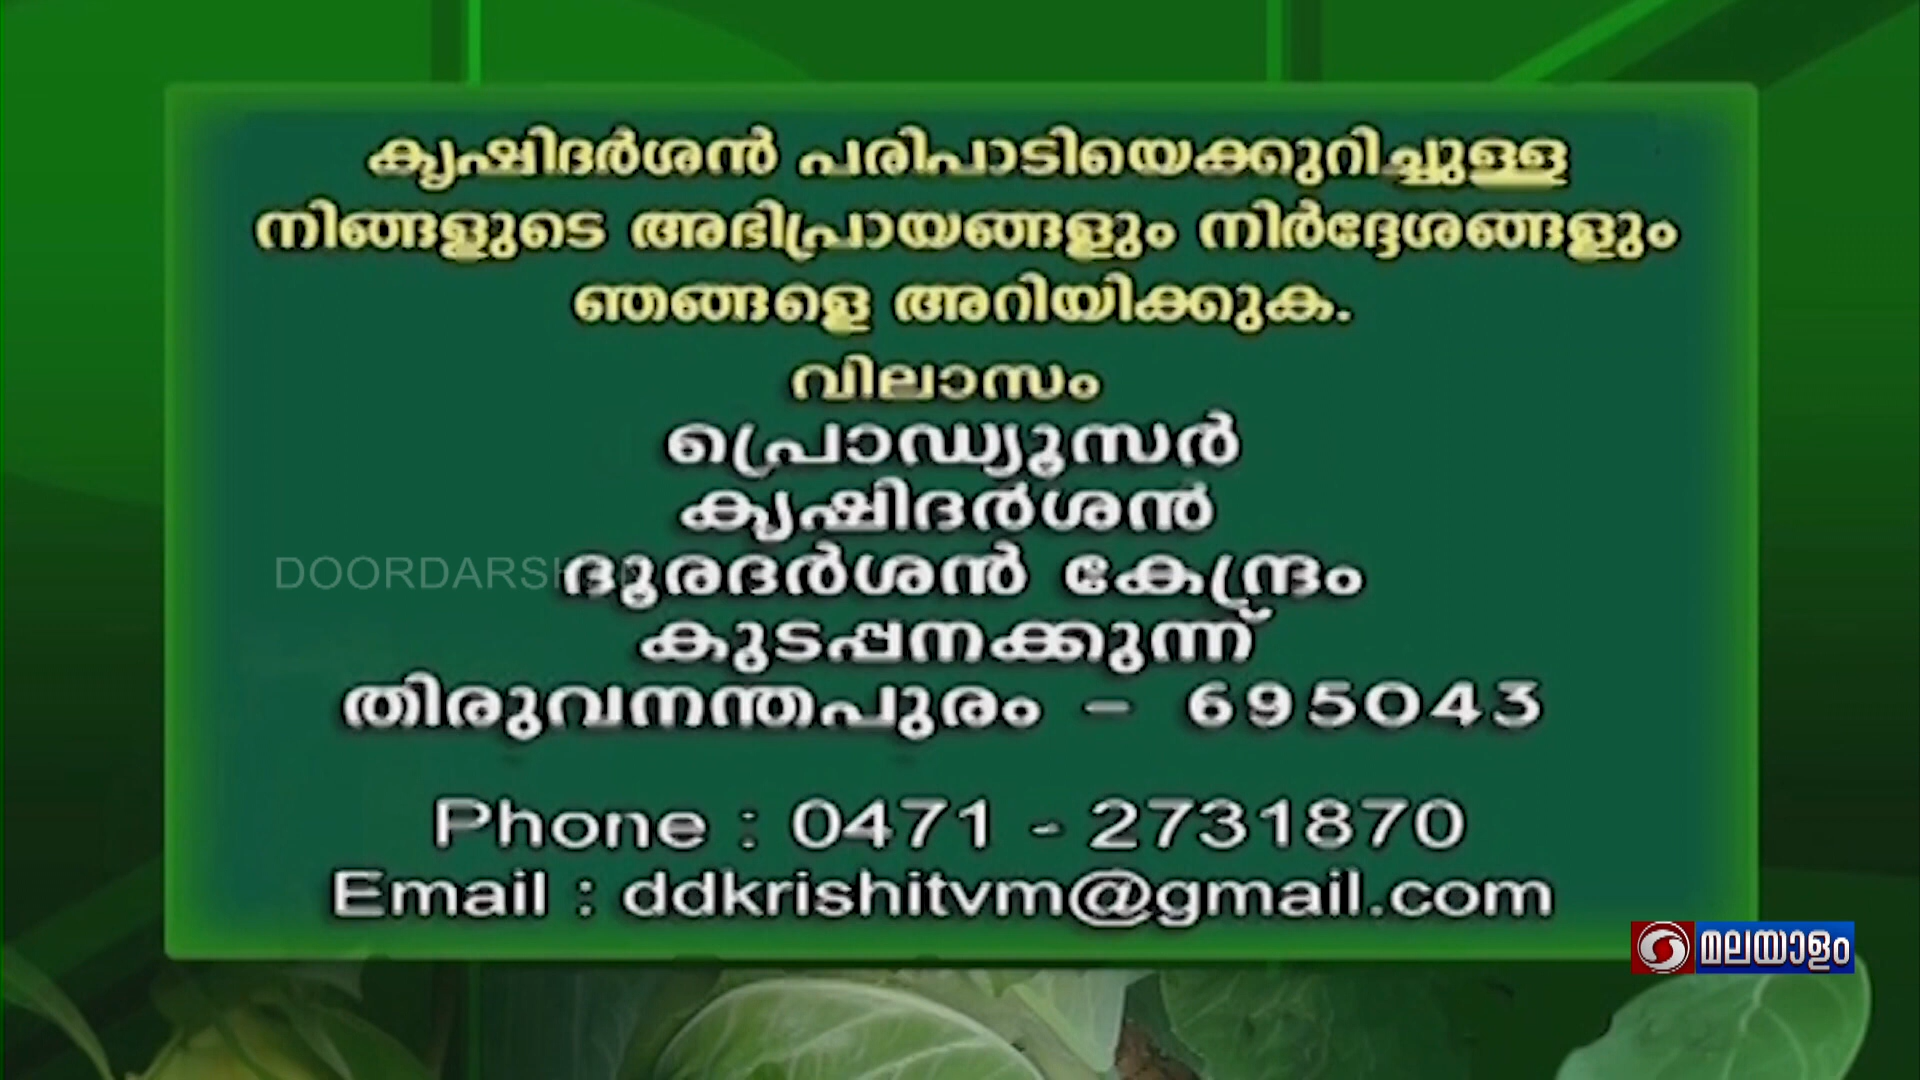 കൃഷിദർശൻ പരിപാടിയെക്കുറിച്ചുള്ള
നിങ്ങളുടെ അഭിപ്രായങ്ങളും നിർദ്ദേശങ്ങളും
ഞങ്ങളെ അറിയിക്കുക.
വിലാസം
പ്രൊഡ്യൂസർ
കൃഷിദർശൻ
DOORDARSHAN
ദൂരദർശൻ കേന്ദ്രം
കുടപ്പനക്കുന്ന്
തിരുവനന്തപുരം – 695043
Phone : 0471 - 2731870
Email : ddkrishitvm@gmail.com
മലയാളം